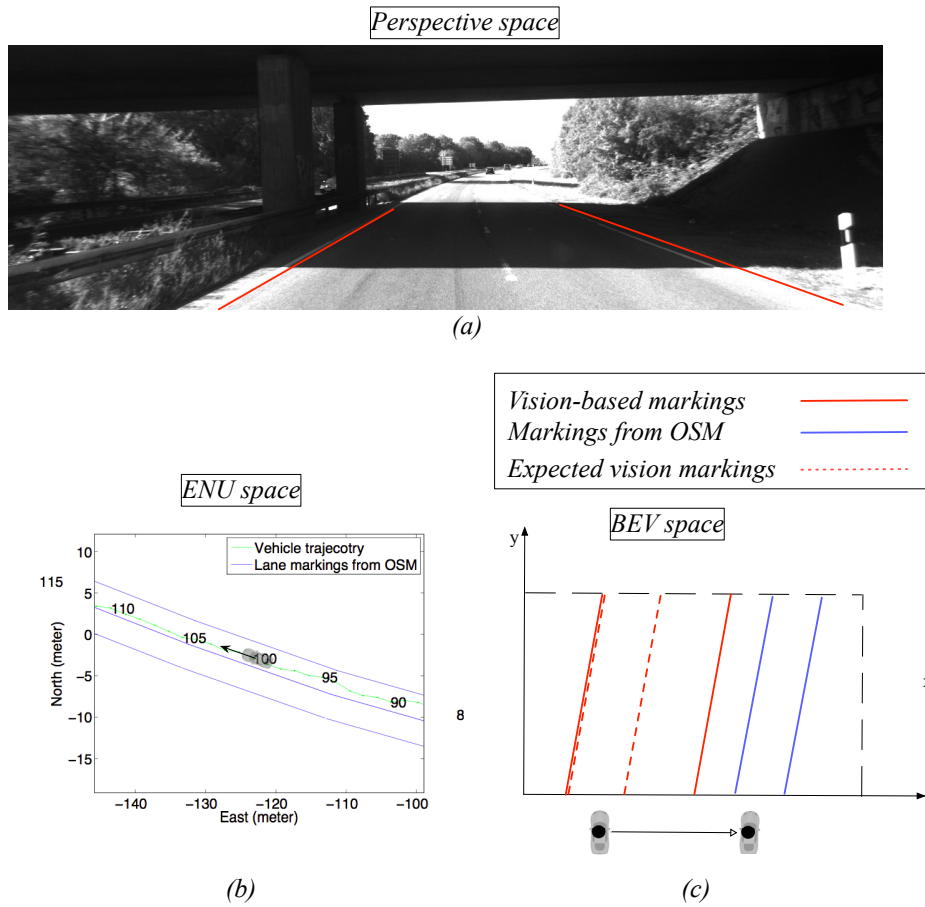 Perspective space
(a)
Vision-based markings
Markings from OSM
Expected vision markings
ENU space
BEV space
y
Vehicle trajecotry
Lane markings from OSM
10
5
0
−5
−10
−15
North (meter)
115
110
105
100
95
90
8
−140
−130
−120
−110
−100
East (meter)
(b)
(c)